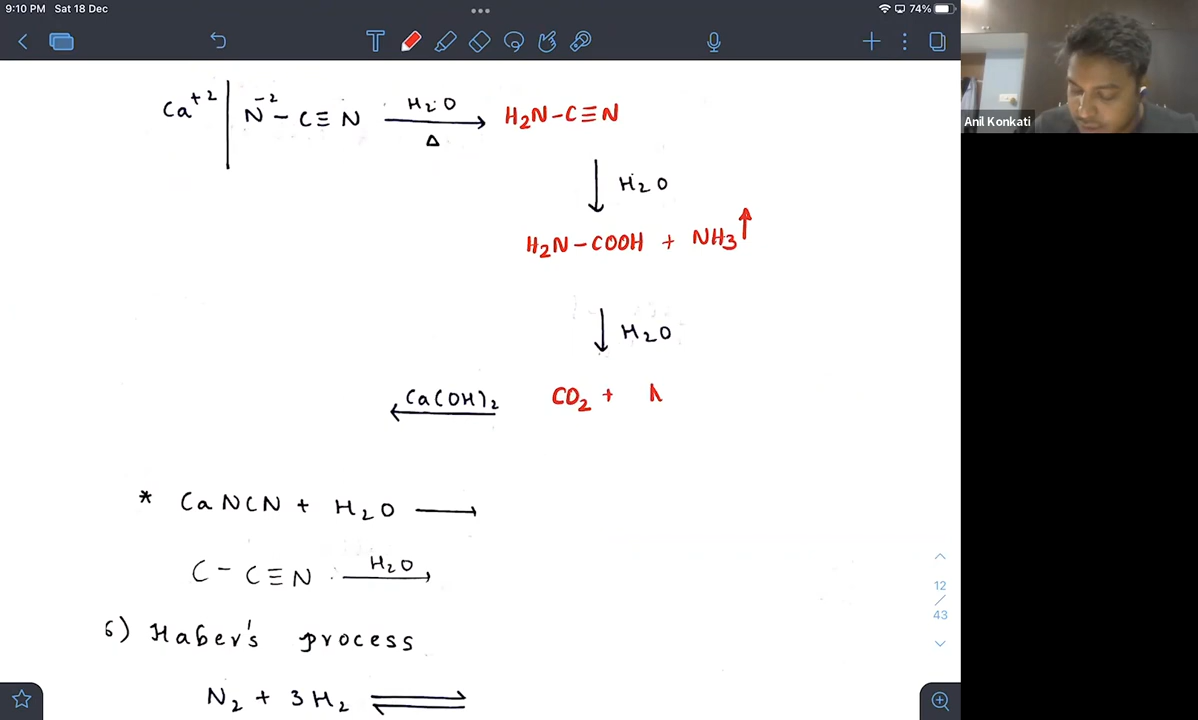 9:10 PM Sat 18 Dec
74%
Anil Konkati
Ca+2 | N-2 - C≡N H2O Δ → H2N-C≡N
↓ H2O
H2N-COOH + NH3↑
↓ H2O
Ca(OH)2 ← CO2 +
* CaNCN + H2O →
C - C≡N H2O →
6) Haber's process
N2 + 3H2 ⇌
12
/
43